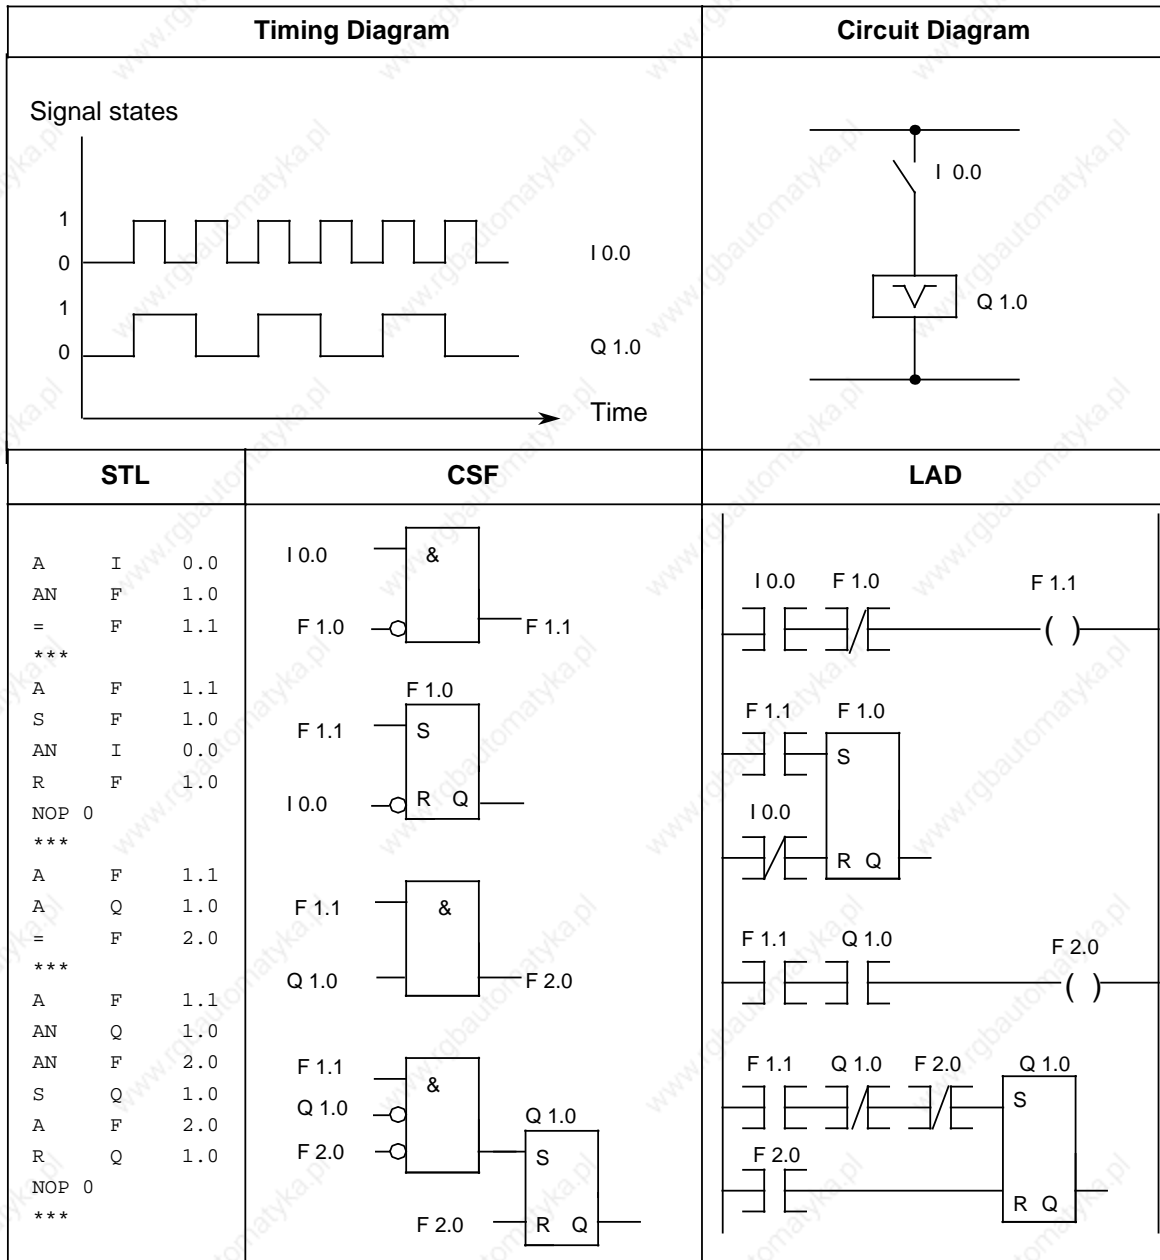 Timing Diagram
Circuit Diagram
Signal states
1
0
I 0.0
1
0
Q 1.0
Time
I 0.0
Q 1.0
STL
CSF
LAD
A I 0.0
AN F 1.0
= F 1.1
***
A F 1.1
S F 1.0
AN I 0.0
R F 1.0
NOP 0
***
A F 1.1
A Q 1.0
= F 2.0
***
A F 1.1
AN Q 1.0
AN F 2.0
S Q 1.0
A F 2.0
R Q 1.0
NOP 0
***
I 0.0
&
F 1.0
F 1.1
F 1.0
F 1.1
S
I 0.0
R Q
F 1.1
&
Q 1.0
F 2.0
F 1.1
&
Q 1.0
Q 1.0
F 2.0
S
F 2.0
R Q
I 0.0 F 1.0 F 1.1
( )
F 1.1 F 1.0
S
I 0.0
R Q
F 1.1 Q 1.0 F 2.0
( )
F 1.1 Q 1.0 F 2.0 Q 1.0
S
F 2.0
R Q
www.rgbautomatyka.pl